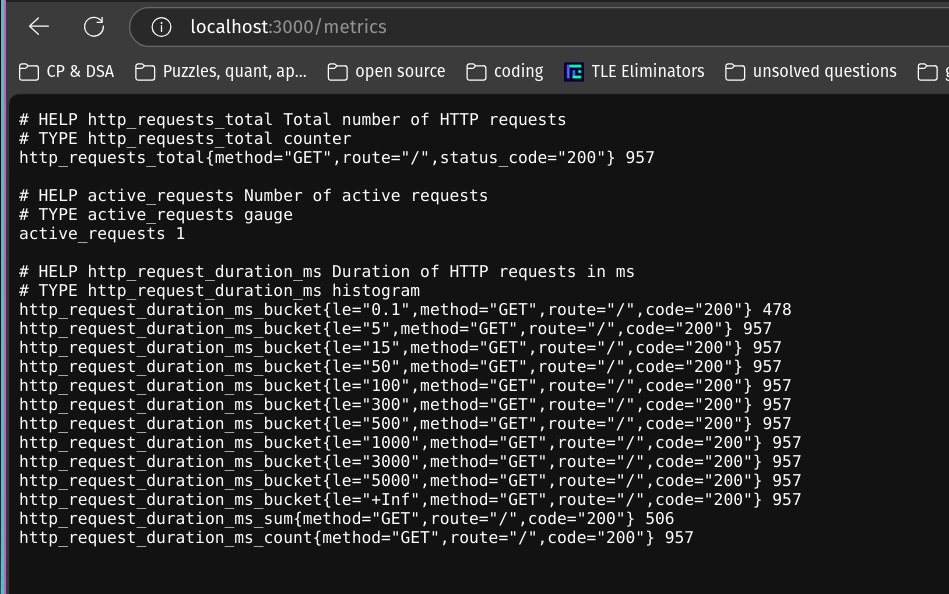 localhost:3000/metrics
CP & DSA Puzzles, quant, ap... open source coding TLE Eliminators unsolved questions
# HELP http_requests_total Total number of HTTP requests
# TYPE http_requests_total counter
http_requests_total{method="GET",route="/",status_code="200"} 957
# HELP active_requests Number of active requests
# TYPE active_requests gauge
active_requests 1
# HELP http_request_duration_ms Duration of HTTP requests in ms
# TYPE http_request_duration_ms histogram
http_request_duration_ms_bucket{le="0.1",method="GET",route="/",code="200"} 478
http_request_duration_ms_bucket{le="5",method="GET",route="/",code="200"} 957
http_request_duration_ms_bucket{le="15",method="GET",route="/",code="200"} 957
http_request_duration_ms_bucket{le="50",method="GET",route="/",code="200"} 957
http_request_duration_ms_bucket{le="100",method="GET",route="/",code="200"} 957
http_request_duration_ms_bucket{le="300",method="GET",route="/",code="200"} 957
http_request_duration_ms_bucket{le="500",method="GET",route="/",code="200"} 957
http_request_duration_ms_bucket{le="1000",method="GET",route="/",code="200"} 957
http_request_duration_ms_bucket{le="3000",method="GET",route="/",code="200"} 957
http_request_duration_ms_bucket{le="5000",method="GET",route="/",code="200"} 957
http_request_duration_ms_bucket{le="+Inf",method="GET",route="/",code="200"} 957
http_request_duration_ms_sum{method="GET",route="/",code="200"} 506
http_request_duration_ms_count{method="GET",route="/",code="200"} 957